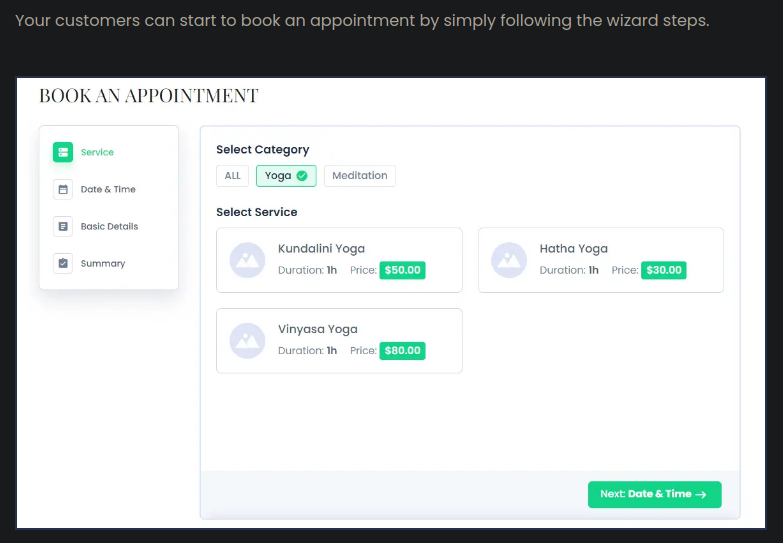 Your customers can start to book an appointment by simply following the wizard steps.
BOOK AN APPOINTMENT
Service
Date & Time
Basic Details
Summary
Select Category
ALL Yoga Meditation
Select Service
Kundalini Yoga
Duration: 1h Price: $50.00
Hatha Yoga
Duration: 1h Price: $30.00
Vinyasa Yoga
Duration: 1h Price: $80.00
Next: Date & Time →